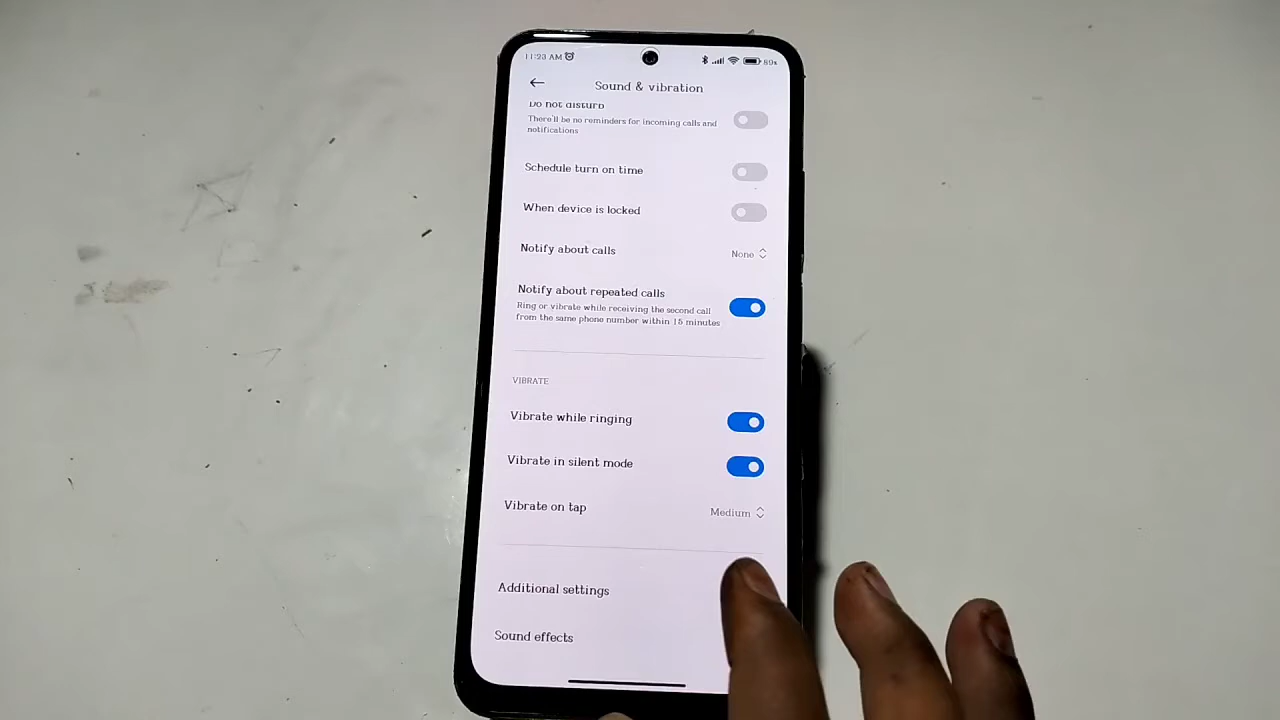 11:23 AM
89%
Sound & vibration
Do not disturb
There'll be no reminders for incoming calls and
notifications
Schedule turn on time
When device is locked
Notify about calls
None
Notify about repeated calls
Ring or vibrate while receiving the second call
from the same phone number within 15 minutes
VIBRATE
Vibrate while ringing
Vibrate in silent mode
Vibrate on tap
Medium
Additional settings
Sound effects